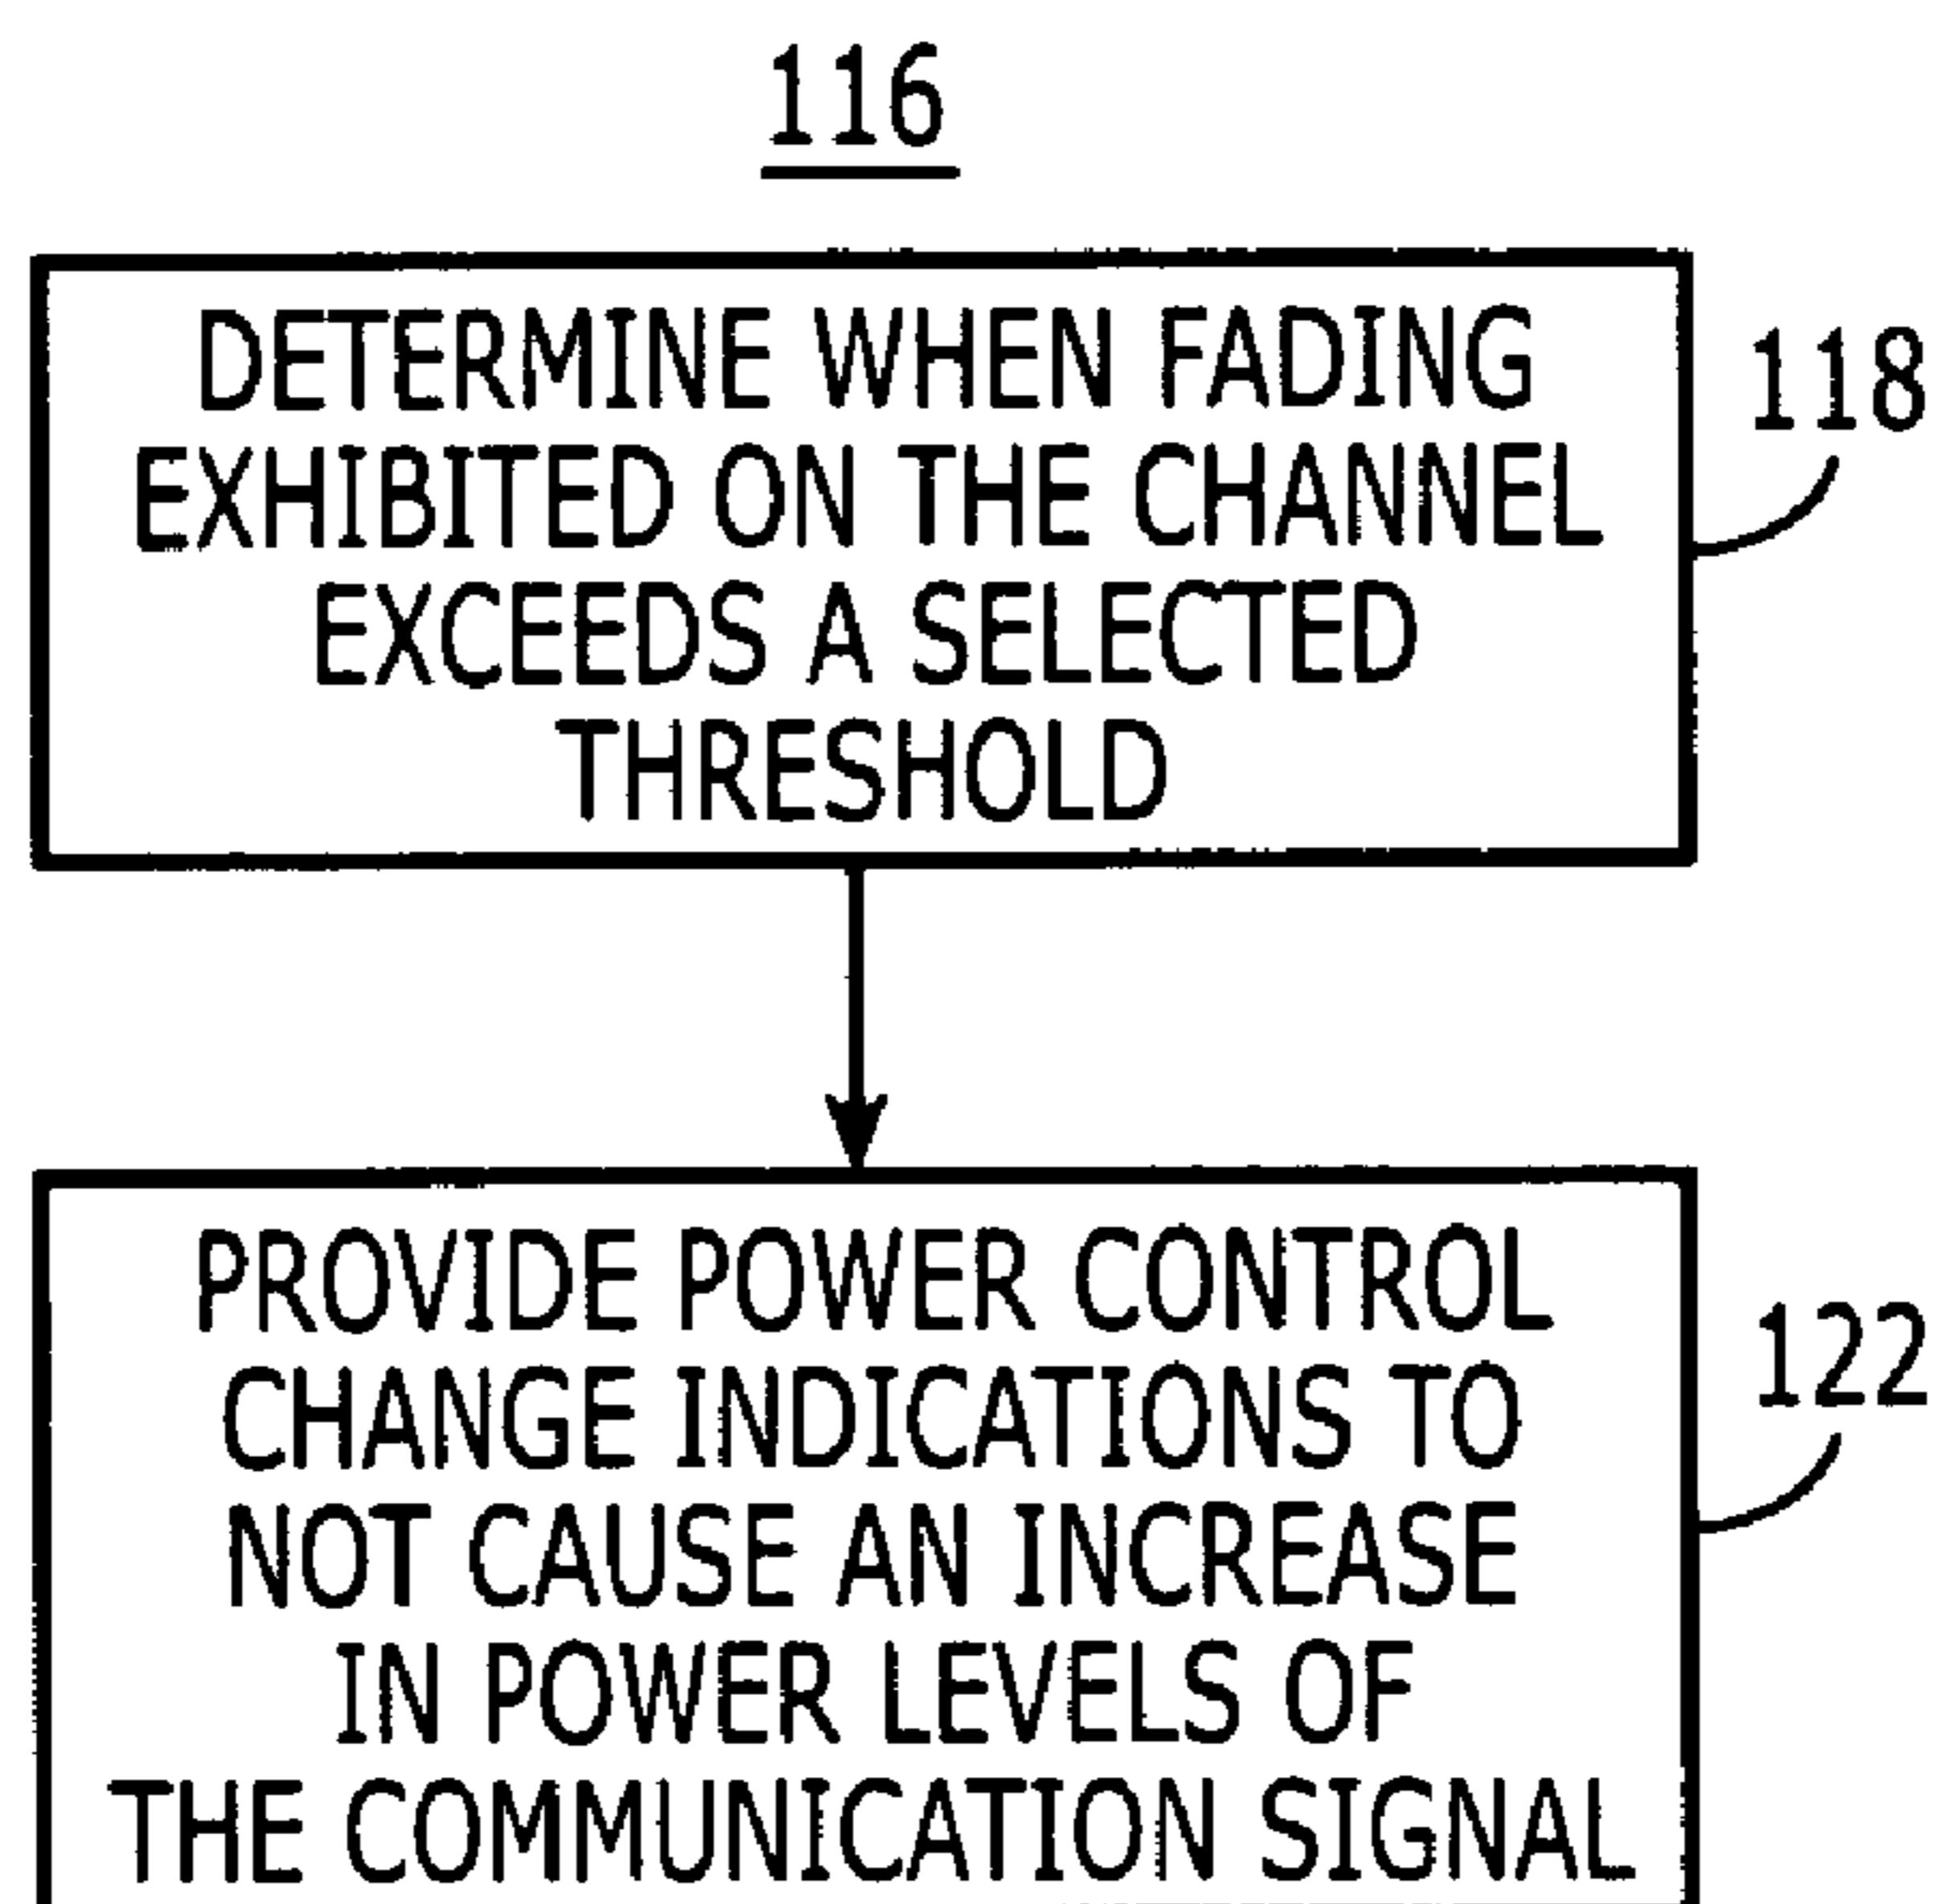 116
DETERMINE WHEN FADING
EXHIBITED ON THE CHANNEL
EXCEEDS A SELECTED
THRESHOLD
118
PROVIDE POWER CONTROL
CHANGE INDICATIONS TO
NOT CAUSE AN INCREASE
IN POWER LEVELS OF
THE COMMUNICATION SIGNAL
122